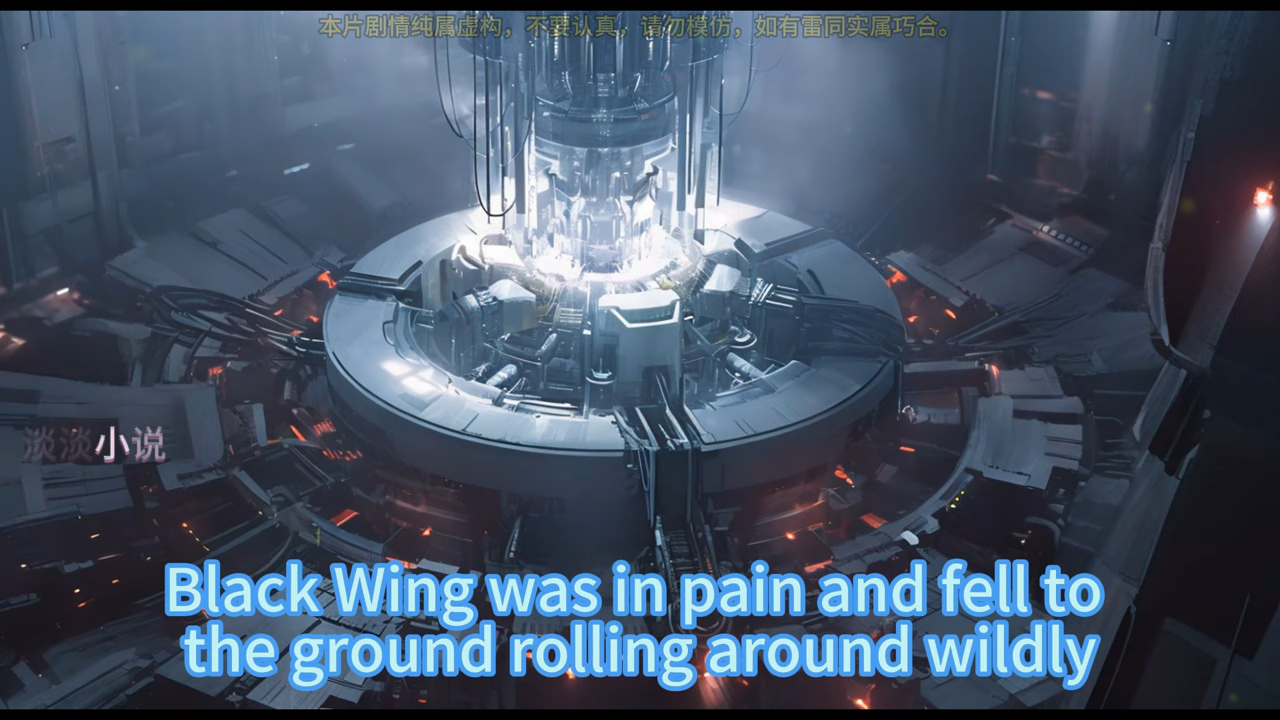 本片剧情纯属虚构，不要认真，请勿模仿，如有雷同实属巧合。
淡淡小说
Black Wing was in pain and fell to
the ground rolling around wildly